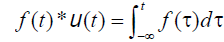 f(t) * u(t) = ∫_{-∞}^{t} f(τ)dτ